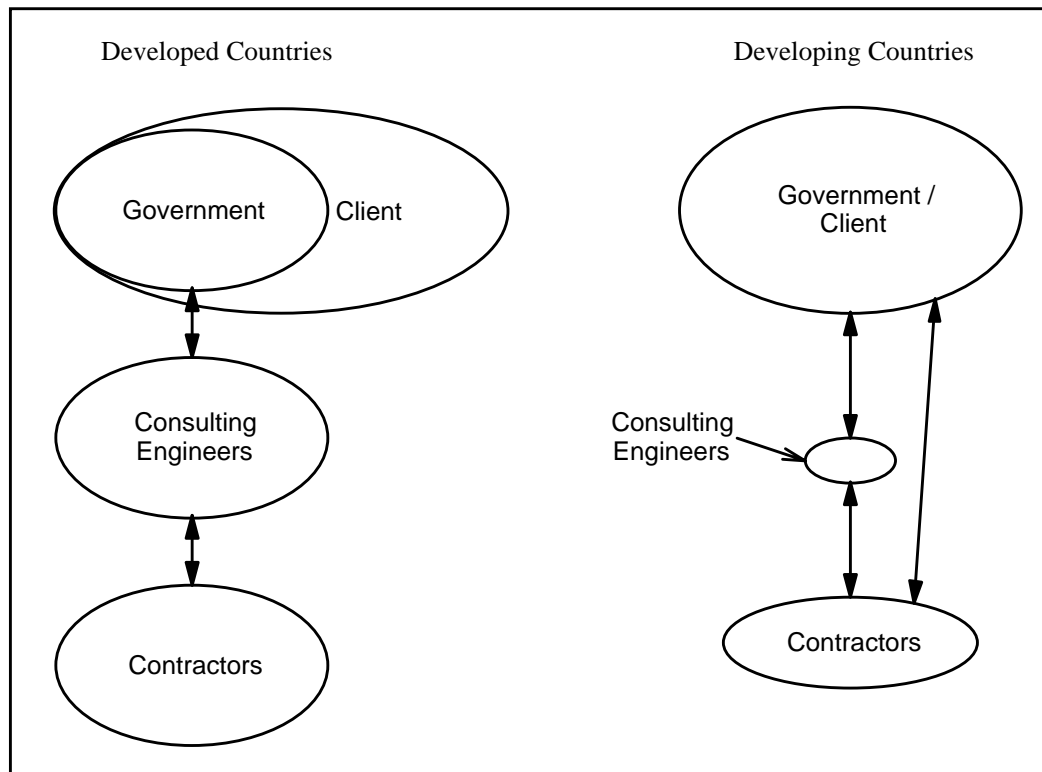 Developed Countries
Government
Client
Consulting
Engineers
Contractors
Developing Countries
Government /
Client
Consulting
Engineers
Contractors